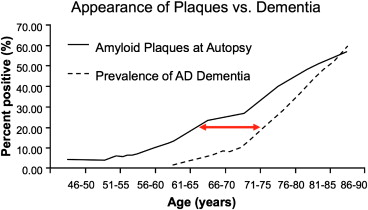 Appearance of Plaques vs. Dementia
Percent positive (%)
70.00
60.00
50.00
40.00
30.00
20.00
10.00
0.00
Amyloid Plaques at Autopsy
Prevalence of AD Dementia
46-50 51-55 56-60 61-65 66-70 71-75 76-80 81-85 86-90
Age (years)